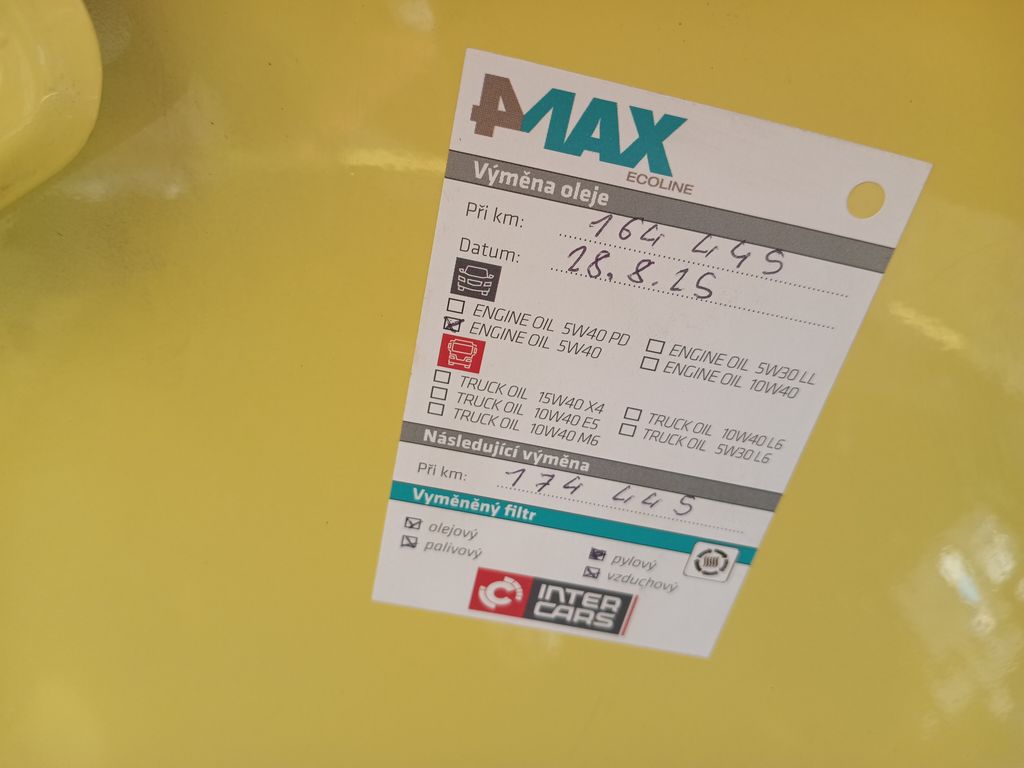 4MAX
ECOLINE
Výměna oleje
Při km: 164 445
Datum: 28.8.25
ENGINE OIL 5W40 PD
ENGINE OIL 5W40
ENGINE OIL 5W30 LL
ENGINE OIL 10W40
TRUCK OIL 15W40 X4
TRUCK OIL 10W40 E5
TRUCK OIL 10W40 M6
TRUCK OIL 10W40 L6
TRUCK OIL 5W30 L6
Následující výměna
Při km: 174 445
Vyměněný filtr
olejový
palivový
pylový
vzduchový
INTER
CARS